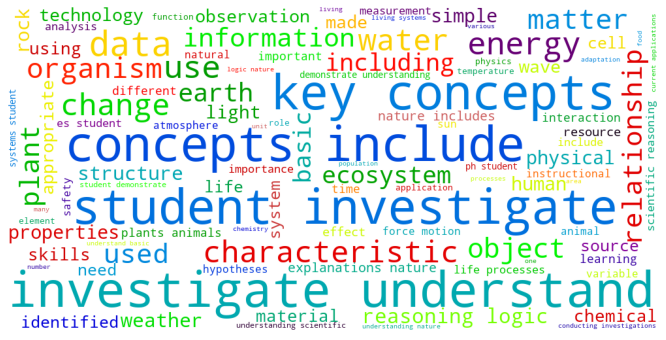 technology
function
observation
measurement
living
living systems
various
simple
matter
analysis
rock
data
information
made
water
cell
energy
food
adaptation
current applications
using
natural
important
physics
organism
use
including
wave
temperature
logic nature
demonstrate understanding
different
change
earth
key concepts
appropriate
es student
light
nature includes
interaction
relationship
scientific reasoning
systems student
atmosphere
unit
role
sun
resource
include
plant
concepts include
basic
physical
structure
importance
population
ph student
instructional
safety
student demonstrate
life
system
ecosystem
time
application
processes
human
area
many
element
student investigate
properties
plants animals
chemistry
effect
force motion
animal
source
understand basic
skills
used
characteristic
object
learning
number
need
hypotheses
explanations nature
life processes
one
variable
investigate understand
identified
weather
material
understanding scientific
reasoning logic
understanding nature
chemical
conducting investigations